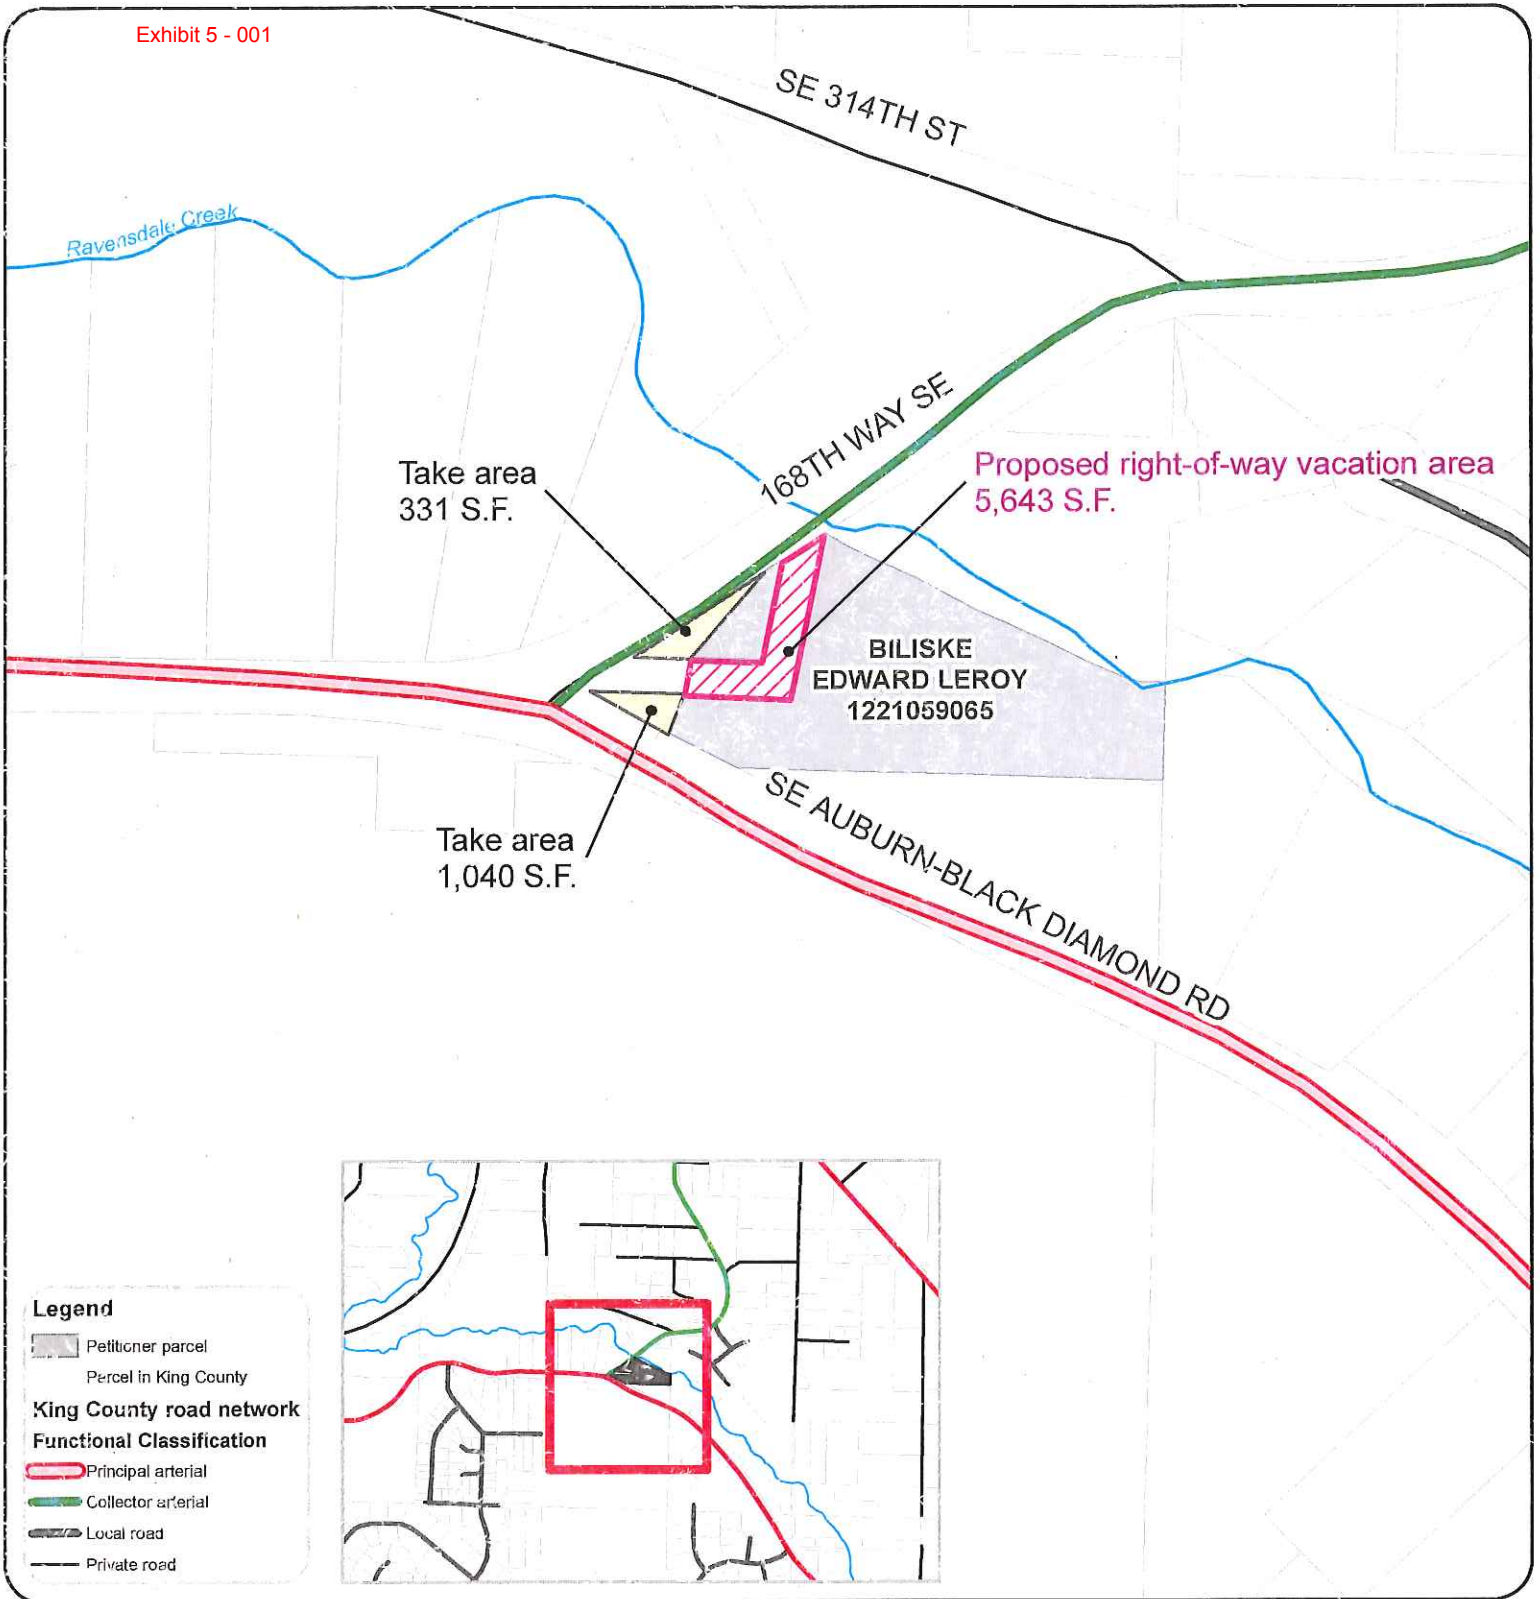 Exhibit 5 - 001
SE 314TH ST
Ravensdale Creek
168TH WAY SE
Take area
331 S.F.
Proposed right-of-way vacation area
5,643 S.F.
BILISKE
EDWARD LEROY
1221059065
Take area
1,040 S.F.
SE AUBURN-BLACK DIAMOND RD
Legend
Petitioner parcel
Parcel in King County
King County road network
Functional Classification
Principal arterial
Collector arterial
Local road
Private road